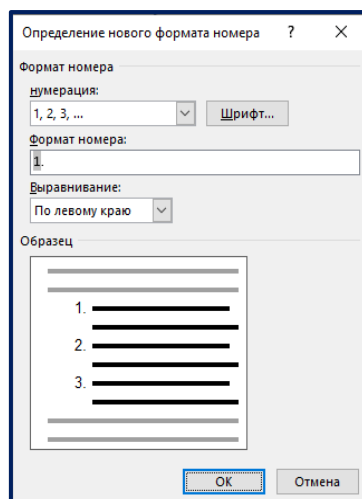 Определение нового формата номера ? ×
Формат номера
нумерация:
1, 2, 3, ... Шрифт...
Формат номера:
1.
Выравнивание:
По левому краю
Образец
1.
2.
3.
ОК Отмена